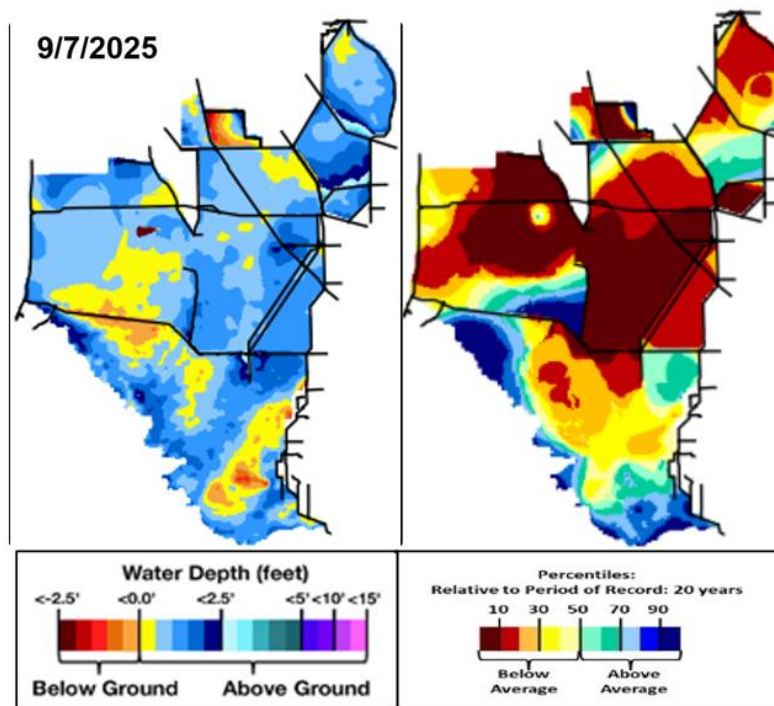 9/7/2025
Water Depth (feet)
<-2.5' <0.0' <2.5' <5' <10' <15'
Below Ground Above Ground
Percentiles:
Relative to Period of Record: 20 years
10 30 50 70 90
Below Above
Average Average